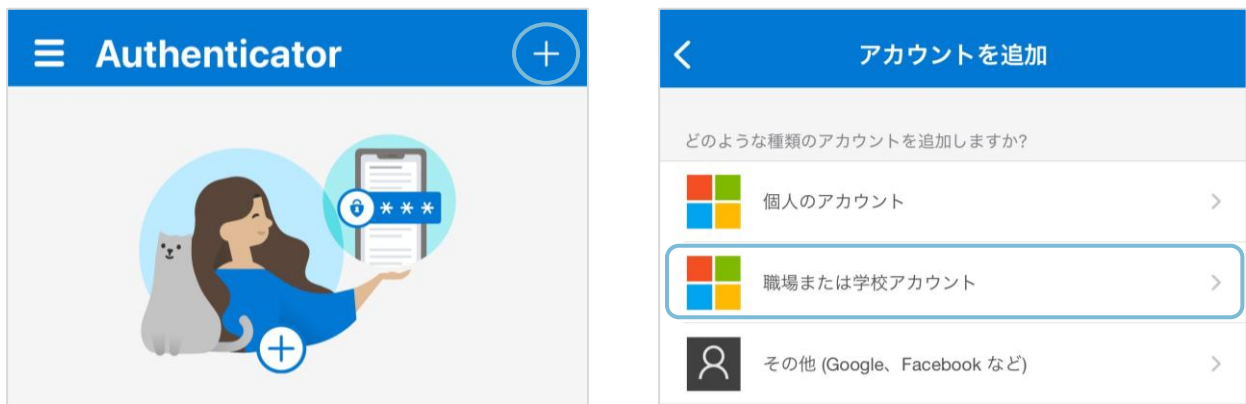 Authenticator
* * *
アカウントを追加
どのような種類のアカウントを追加しますか?
個人のアカウント
職場または学校アカウント
その他 (Google、Facebook など)